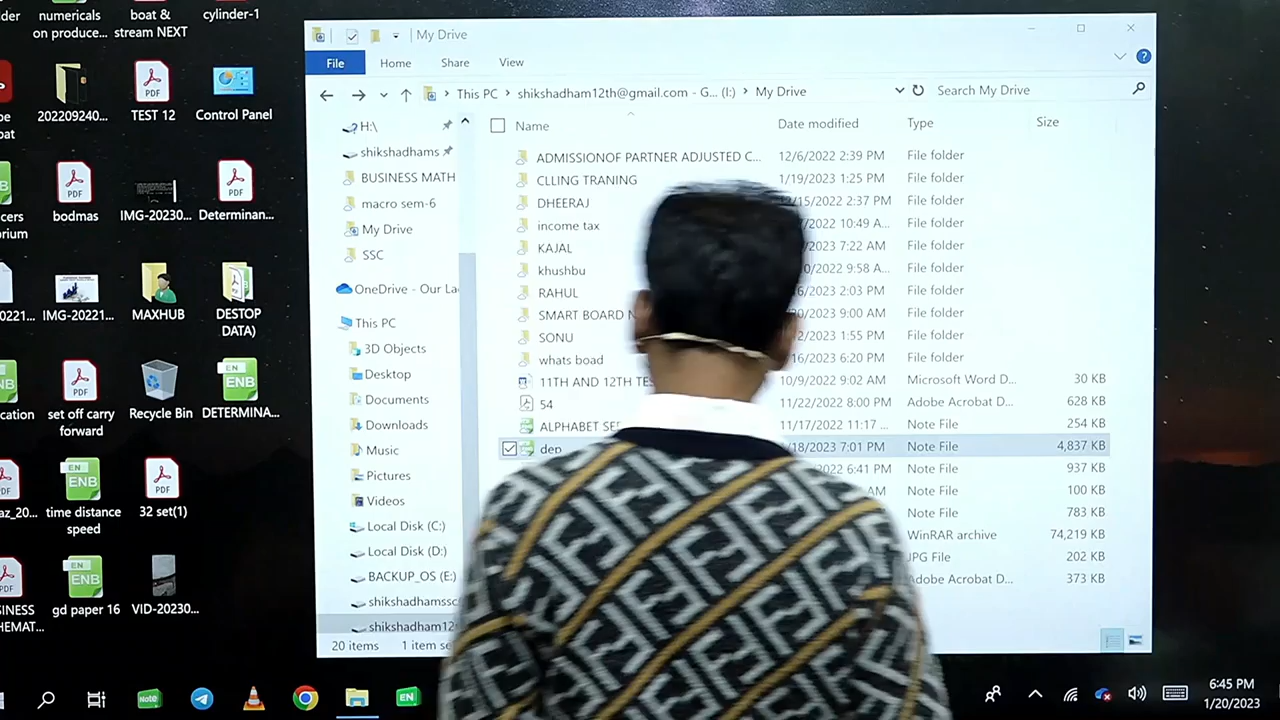 numericals
on produce...
boat &
stream NEXT
cylinder-1
202209240...
TEST 12
Control Panel
bodmas
IMG-20230...
Determinan...
IMG-20221...
MAXHUB
DESTOP
DATA)
set off carry
forward
Recycle Bin
DETERMINA...
time distance
speed
32 set(1)
gd paper 16
VID-20230...
My Drive
File
Home
Share
View
This PC
shikshadham12th@gmail.com - G... (I:)
My Drive
Search My Drive
H:\
shikshadhams
BUSINESS MATH
macro sem-6
My Drive
SSC
OneDrive - Our La
This PC
3D Objects
Desktop
Documents
Downloads
Music
Pictures
Videos
Local Disk (C:)
Local Disk (D:)
BACKUP_OS (E:)
shikshadhamssc
shikshadham12
20 items
1 item se
Name
Date modified
Type
Size
ADMISSIONOF PARTNER ADJUSTED C...
12/6/2022 2:39 PM
File folder
CLLING TRANING
1/19/2023 1:25 PM
File folder
DHEERAJ
/15/2022 2:37 PM
File folder
income tax
2022 10:49 A...
File folder
KAJAL
/2023 7:22 AM
File folder
khushbu
0/2022 9:58 A...
File folder
RAHUL
6/2023 2:03 PM
File folder
SMART BOARD
20/2023 9:00 AM
File folder
SONU
2/2023 1:55 PM
File folder
whats boad
/16/2023 6:20 PM
File folder
11TH AND 12TH TES
10/9/2022 9:02 AM
Microsoft Word D...
30 KB
54
11/22/2022 8:00 PM
Adobe Acrobat D...
628 KB
ALPHABET SE
11/17/2022 11:17 ...
Note File
254 KB
dep
/18/2023 7:01 PM
Note File
4,837 KB
/2022 6:41 PM
Note File
937 KB
AM
Note File
100 KB
Note File
783 KB
WinRAR archive
74,219 KB
JPG File
202 KB
Adobe Acrobat D...
373 KB
note
EN
6:45 PM
1/20/2023